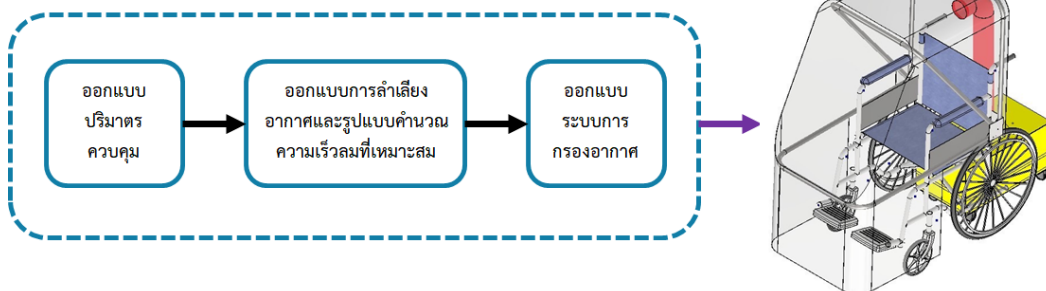 ออกแบบ
ปริมาตร
ควบคุม
ออกแบบการลำเลียง
อากาศและรูปแบบคำนวณ
ความเร็วลมที่เหมาะสม
ออกแบบ
ระบบการ
กรองอากาศ